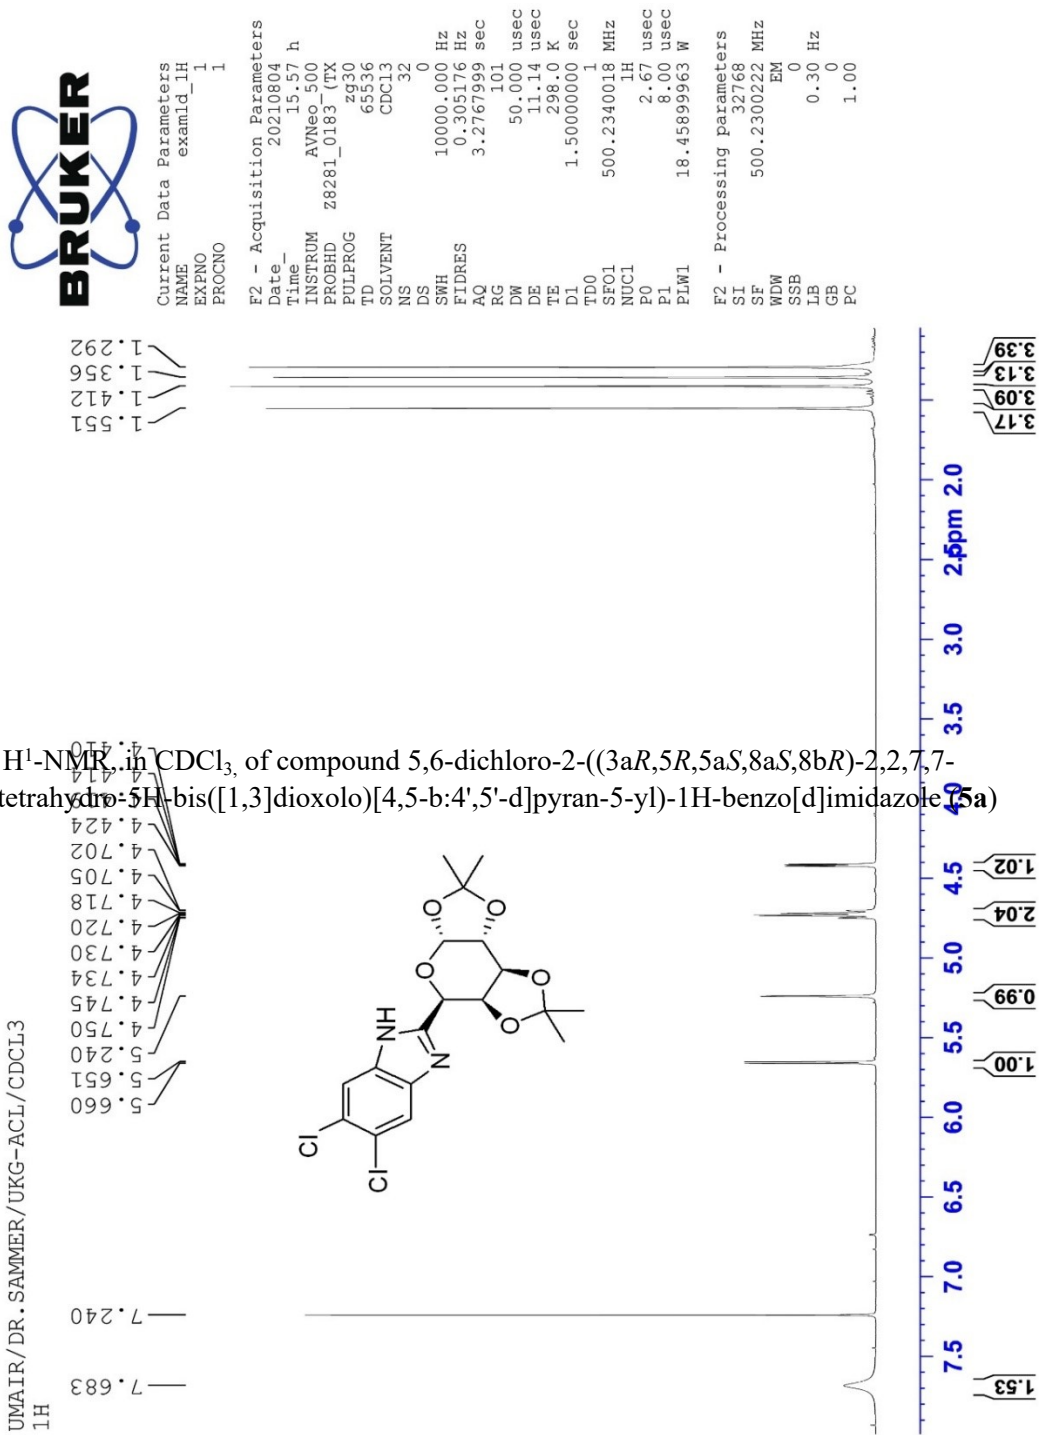 UMAIR/DR.SAMMER/UKG-ACL/CDCL3
1H
7.683
7.240
5.660
5.651
5.240
4.750
4.745
4.734
4.730
4.720
4.718
4.705
4.702
4.424
4.419
4.414
4.410
1.551
1.412
1.356
1.292
BRUKER
Current Data Parameters
NAME exam1d_1H
EXPNO 1
PROCNO 1
F2 - Acquisition Parameters
Date_ 20210804
Time 15.57 h
INSTRUM AVNeo_500
PROBHD Z8281_0183 (TX
PULPROG zg30
TD 65536
SOLVENT CDCl3
NS 32
DS 0
SWH 10000.000 Hz
FIDRES 0.305176 Hz
AQ 3.2767999 sec
RG 101
DW 50.000 usec
DE 11.14 usec
TE 298.0 K
D1 1.50000000 sec
TD0 1
SFO1 500.2340018 MHz
NUC1 1H
P0 2.67 usec
P1 8.00 usec
PLW1 18.45899963 W
F2 - Processing parameters
SI 32768
SF 500.2300222 MHz
WDW EM
SSB 0
LB 0.30 Hz
GB 0
PC 1.00
H¹-NMR, in CDCl₃, of compound 5,6-dichloro-2-((3aR,5R,5aS,8aS,8bR)-2,2,7,7-
tetrahydro-5H-bis([1,3]dioxolo)[4,5-b:4',5'-d]pyran-5-yl)-1H-benzo[d]imidazole (5a)
Cl
Cl
NH
N
O
O
O
O
O
7.5 7.0 6.5 6.0 5.5 5.0 4.5 4.0 3.5 3.0 2.5 2.0 ppm
1.53
1.00
0.99
2.04
1.02
3.17
3.09
3.13
3.39